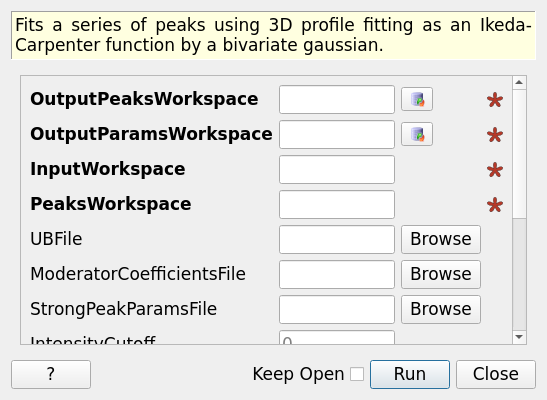 Fits a series of peaks using 3D profile fitting as an Ikeda-
Carpenter function by a bivariate gaussian.
OutputPeaksWorkspace
OutputParamsWorkspace
InputWorkspace
PeaksWorkspace
UBFile Browse
ModeratorCoefficientsFile Browse
StrongPeakParamsFile Browse
IntensityCutoff 0
? Keep Open Run Close